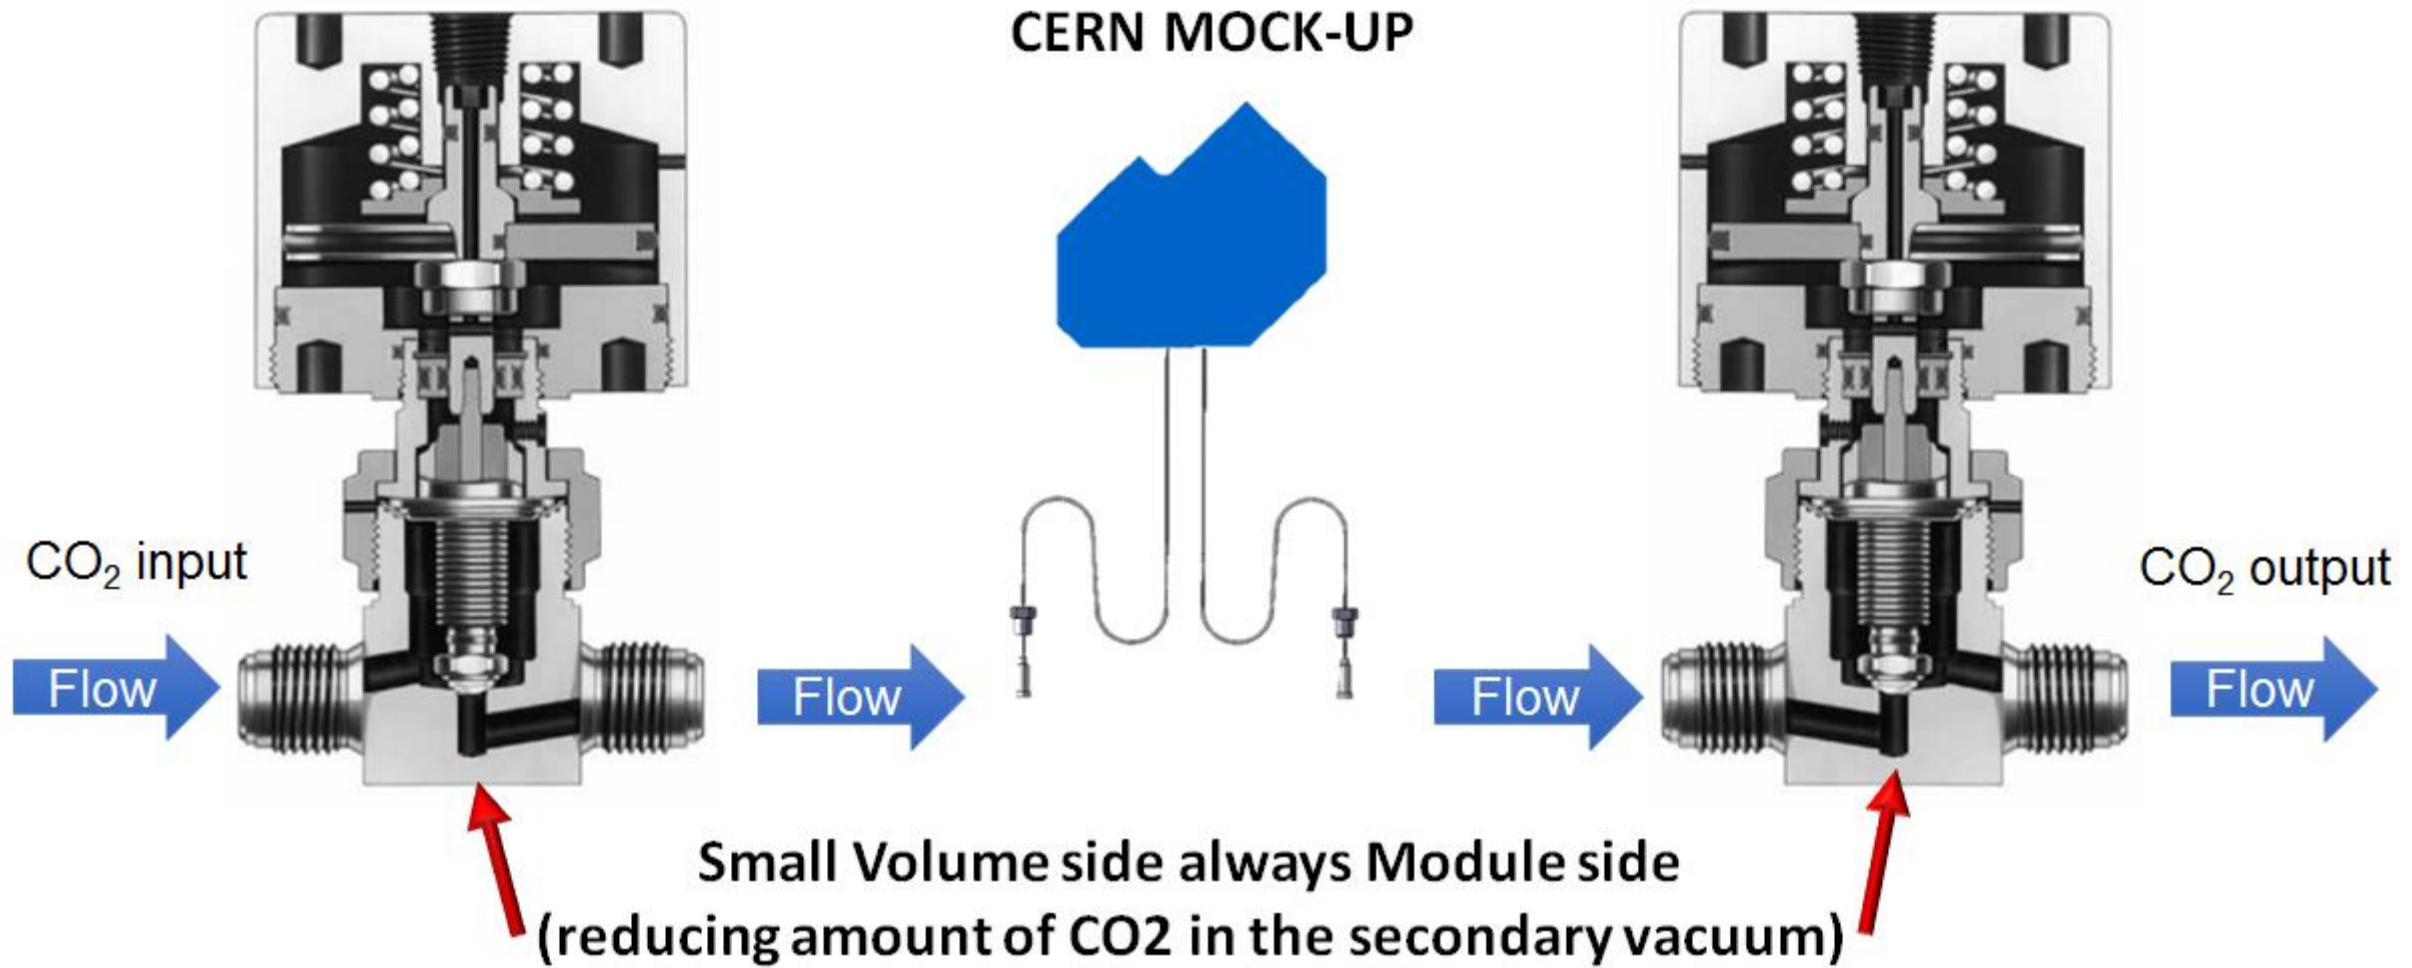 CERN MOCK-UP
CO₂ input
CO₂ output
Flow
Flow
Flow
Flow
Small Volume side always Module side
(reducing amount of CO2 in the secondary vacuum)